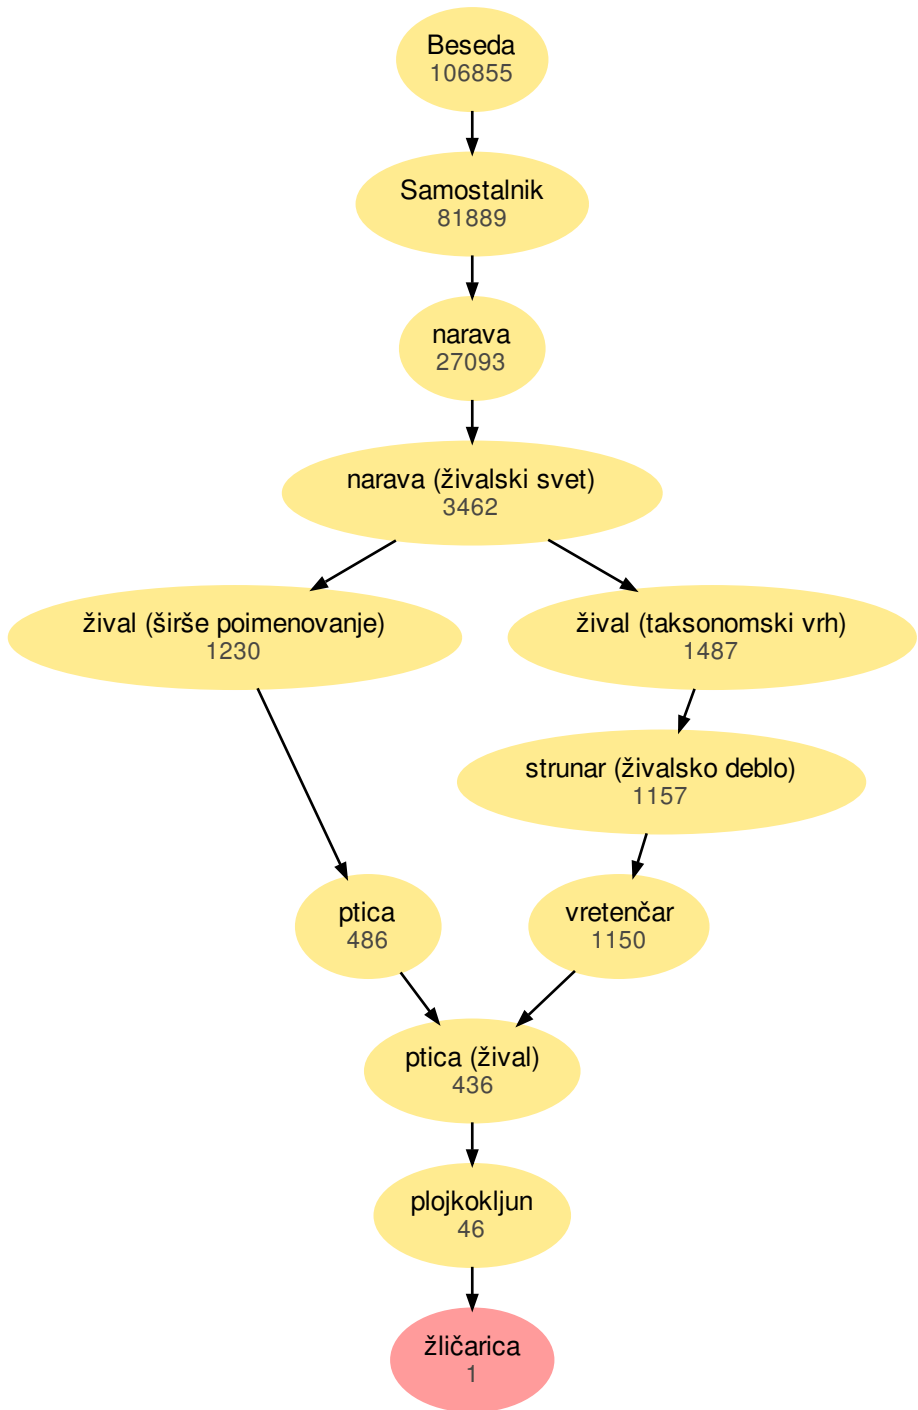 Beseda
106855
Samostalnik
81889
narava
27093
narava (živalski svet)
3462
žival (širše poimenovanje)
1230
žival (taksonomski vrh)
1487
strunar (živalsko deblo)
1157
ptica
486
vretenčar
1150
ptica (žival)
436
plojkokljun
46
žličarica
1